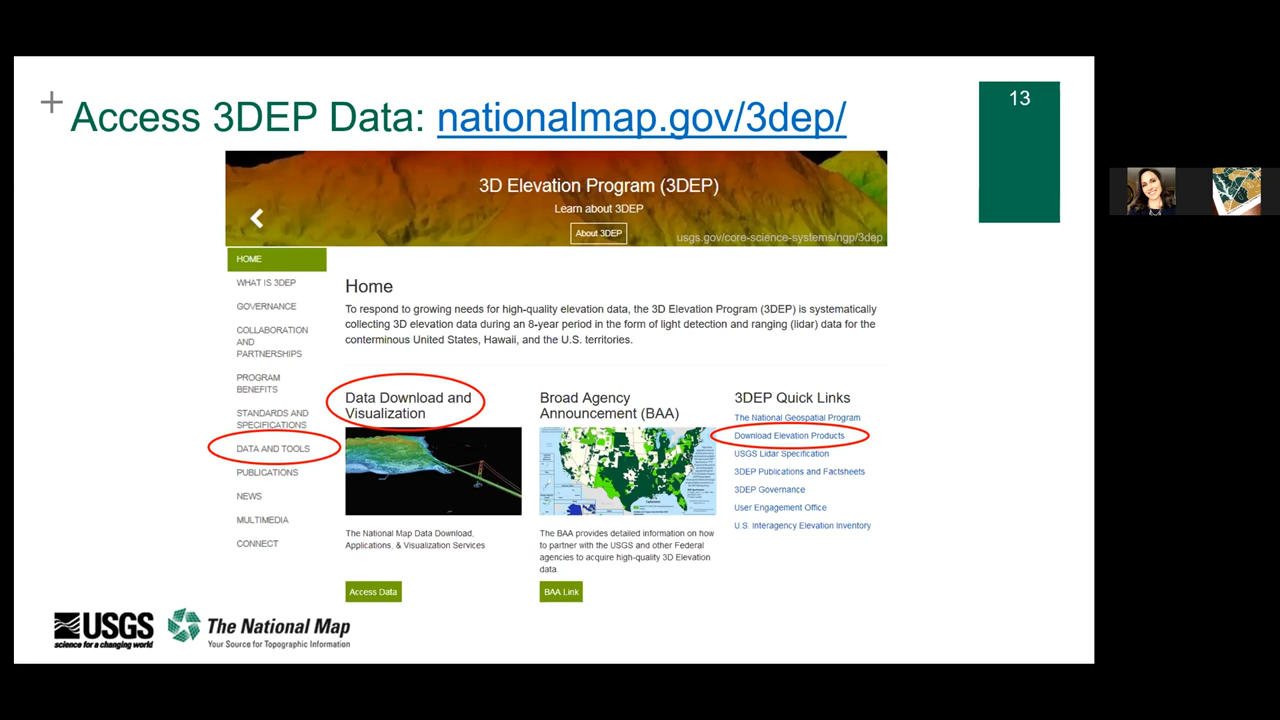 +
Access 3DEP Data: nationalmap.gov/3dep/
13
3D Elevation Program (3DEP)
Learn about 3DEP
About 3DEP
usgs.gov/core-science-systems/ngp/3dep
HOME
WHAT IS 3DEP
GOVERNANCE
COLLABORATION
AND
PARTNERSHIPS
PROGRAM
BENEFITS
STANDARDS AND
SPECIFICATIONS
DATA AND TOOLS
PUBLICATIONS
NEWS
MULTIMEDIA
CONNECT
Home
To respond to growing needs for high-quality elevation data, the 3D Elevation Program (3DEP) is systematically
collecting 3D elevation data during an 8-year period in the form of light detection and ranging (lidar) data for the
conterminous United States, Hawaii, and the U.S. territories.
Data Download and
Visualization
The National Map Data Download,
Applications, & Visualization Services
Access Data
Broad Agency
Announcement (BAA)
The BAA provides detailed information on how
to partner with the USGS and other Federal
agencies to acquire high-quality 3D Elevation
data.
BAA Link
3DEP Quick Links
The National Geospatial Program
Download Elevation Products
USGS Lidar Specification
3DEP Publications and Factsheets
3DEP Governance
User Engagement Office
U.S. Interagency Elevation Inventory
USGS
science for a changing world
The National Map
Your Source for Topographic Information